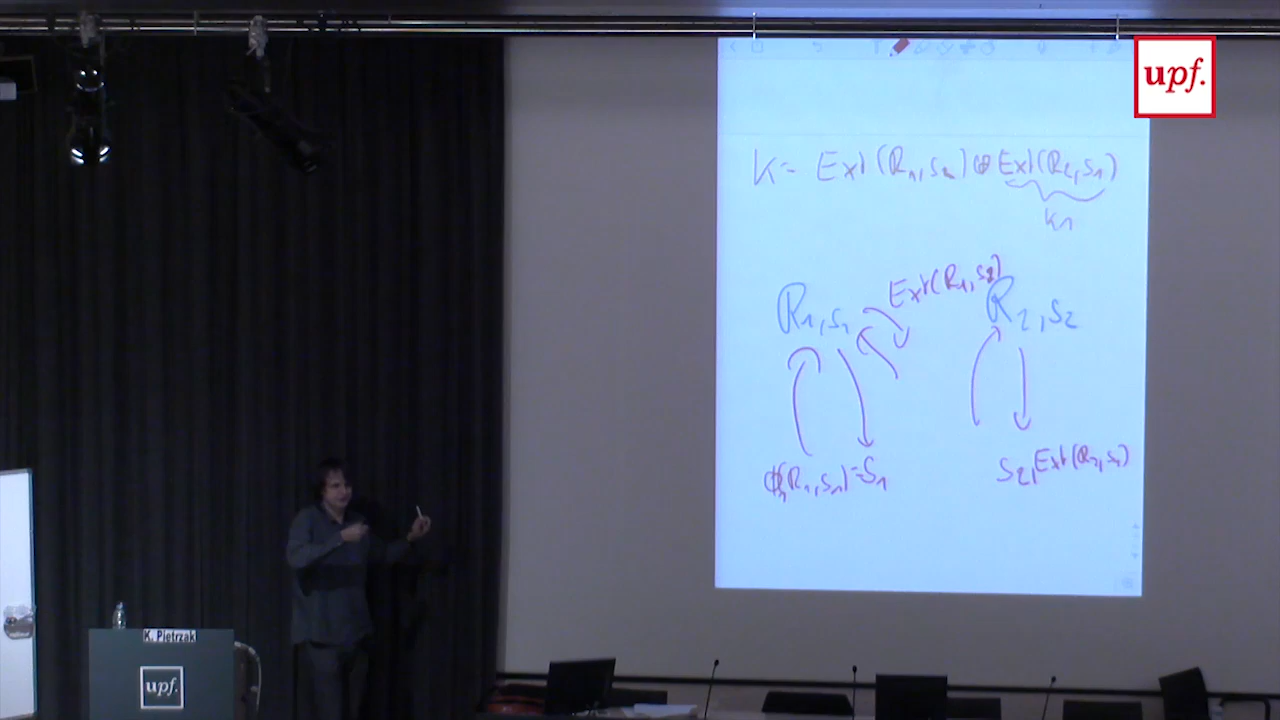 upf.
K = Ext(R1, S2) ⊕ Ext(R2, S1)
K1
Ext(R1, S2)
R1, S1
R2, S2
(R1, S1) = S1
S2, Ext(R2, S1)
K. Pietrzak
upf.